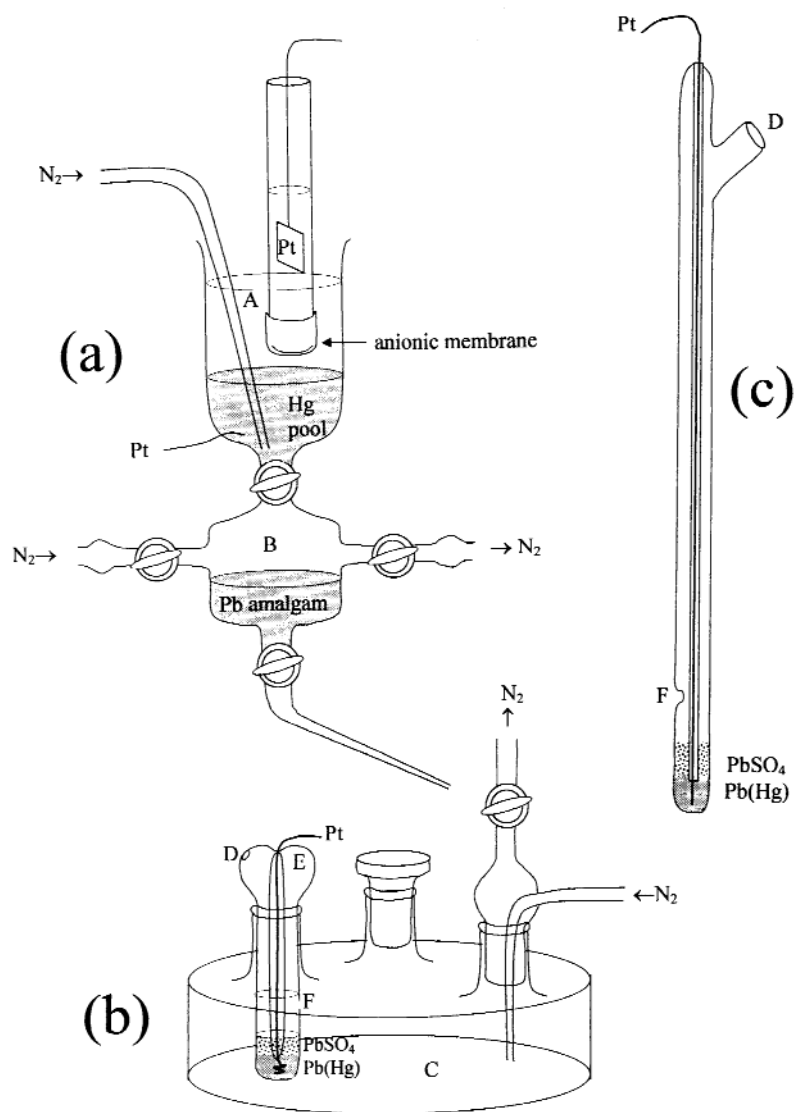 Pt
D
N₂→
Pt
A
(a)
anionic membrane
(c)
Hg
pool
Pt
N₂→
B
→N₂
Pb amalgam
N₂
↑
F
PbSO₄
Pb(Hg)
Pt
D
E
←N₂
F
(b)
PbSO₄
Pb(Hg)
C